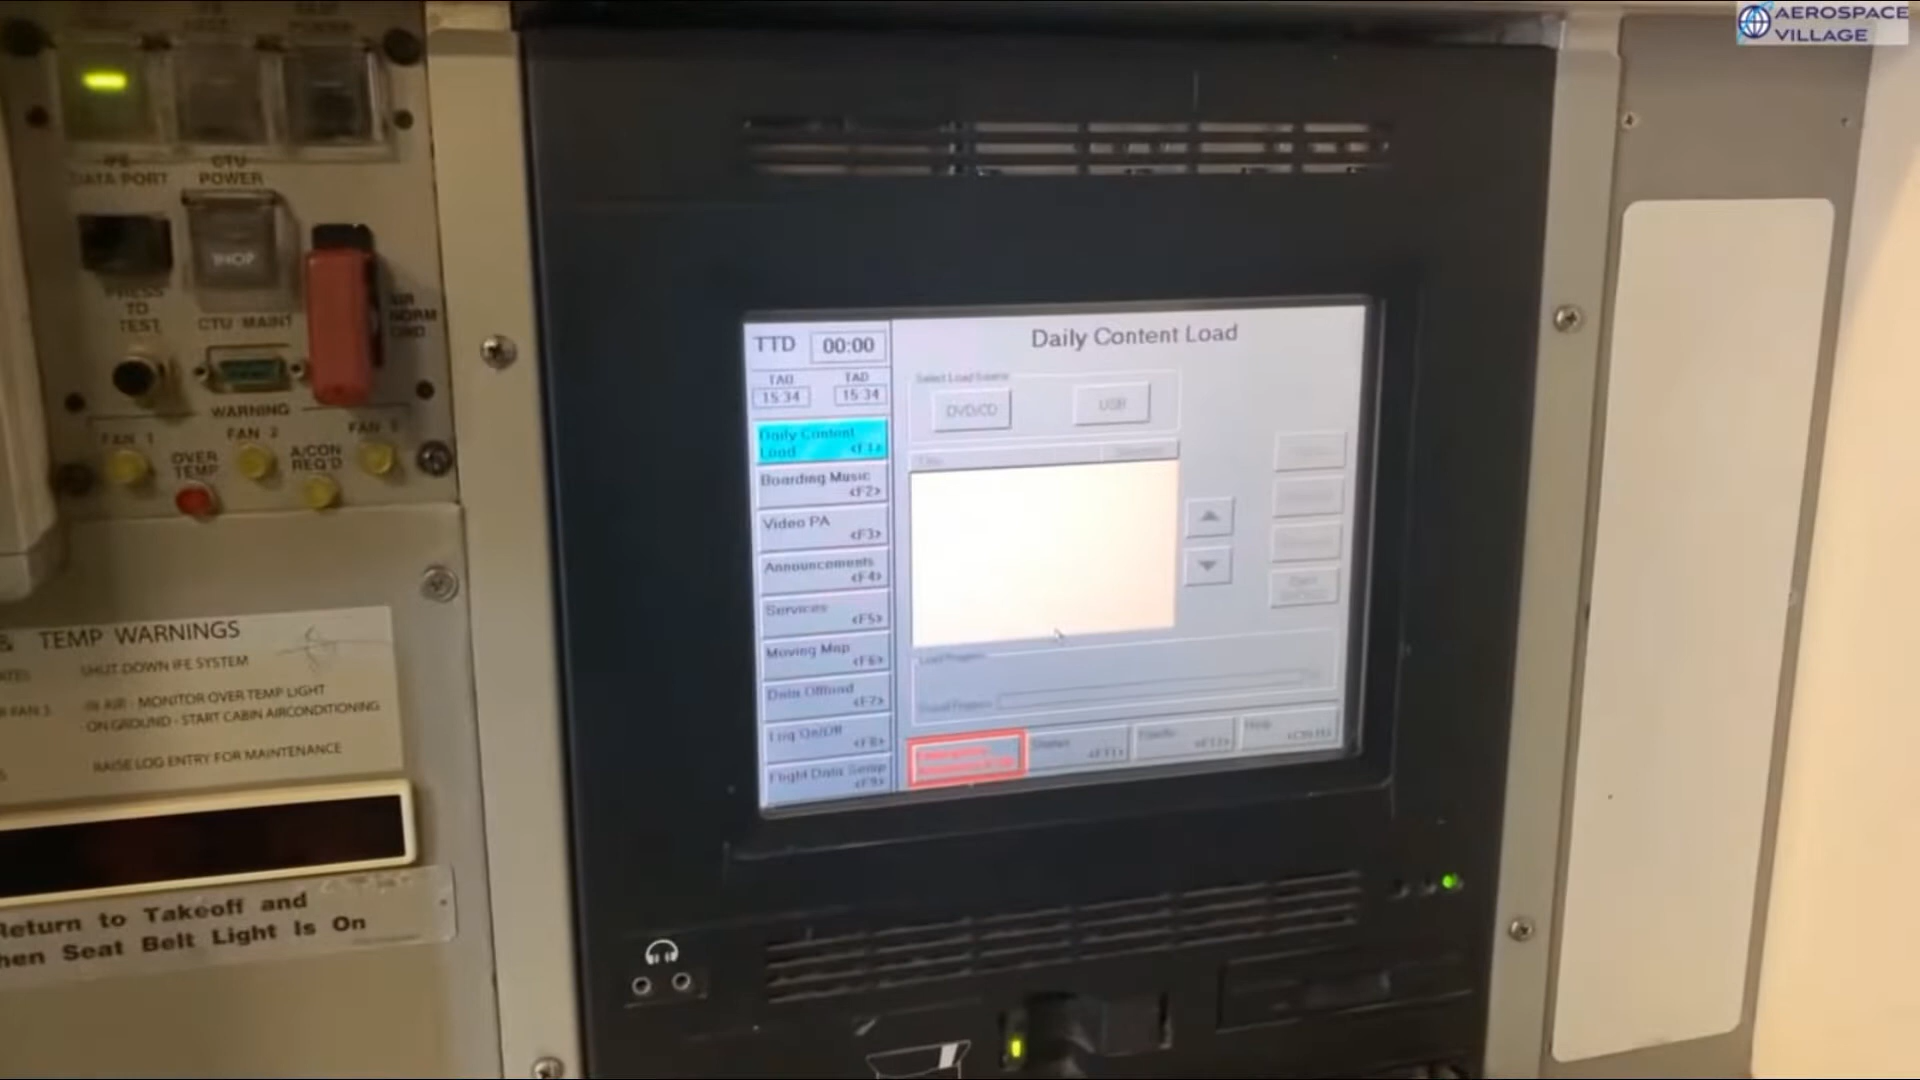 AEROSPACE
VILLAGE
DATA PORT
CTU
POWER
PRESS
TO
TEST
CTU MAINT
AIR
NORM
GND
WARNING
FAN 1
FAN 2
OVER
TEMP
A/CON
REQ'D
TEMP WARNINGS
SHUT DOWN IFE SYSTEM
IN AIR - MONITOR OVER TEMP LIGHT
ON GROUND - START CABIN AIRCONDITIONING
RAISE LOG ENTRY FOR MAINTENANCE
Return to Takeoff and
hen Seat Belt Light Is On
TTD 00:00
TAO TAD
15:34 15:34
Daily Content
Load <F1>
Boarding Music
<F2>
Video PA
<F3>
Announcements
<F4>
Services
<F5>
Moving Map
<F6>
Data Offload
<F7>
Log On/Off
<F8>
Flight Data Setup
<F9>
Daily Content Load
Select Load Source
DVD/CD
USB
Load Progress
Status
<F11>
<F12>
Help